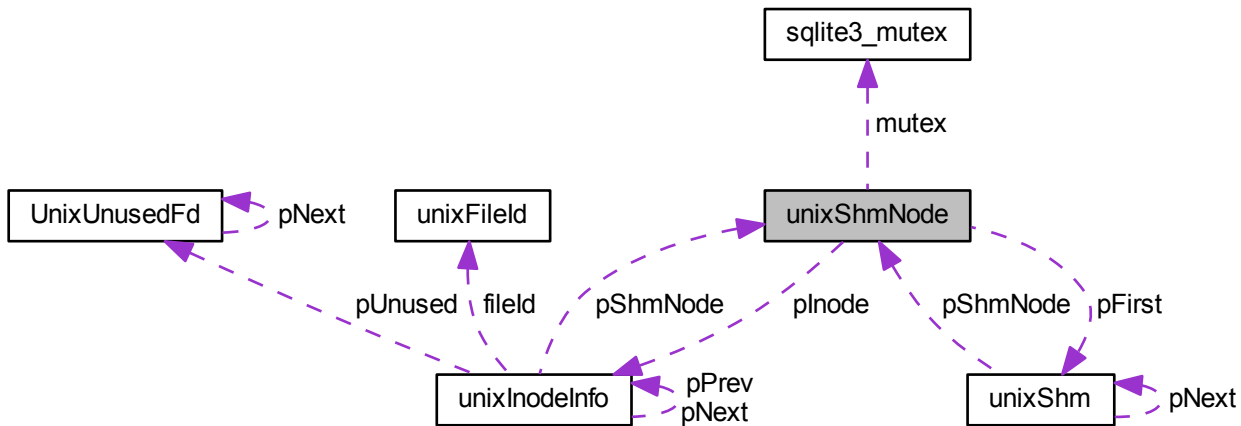 sqlite3_mutex
mutex
UnixUnusedFd
pNext
unixFileId
unixShmNode
pUnused
fileId
pShmNode
pInode
pShmNode
pFirst
unixInodeInfo
pPrev
pNext
unixShm
pNext